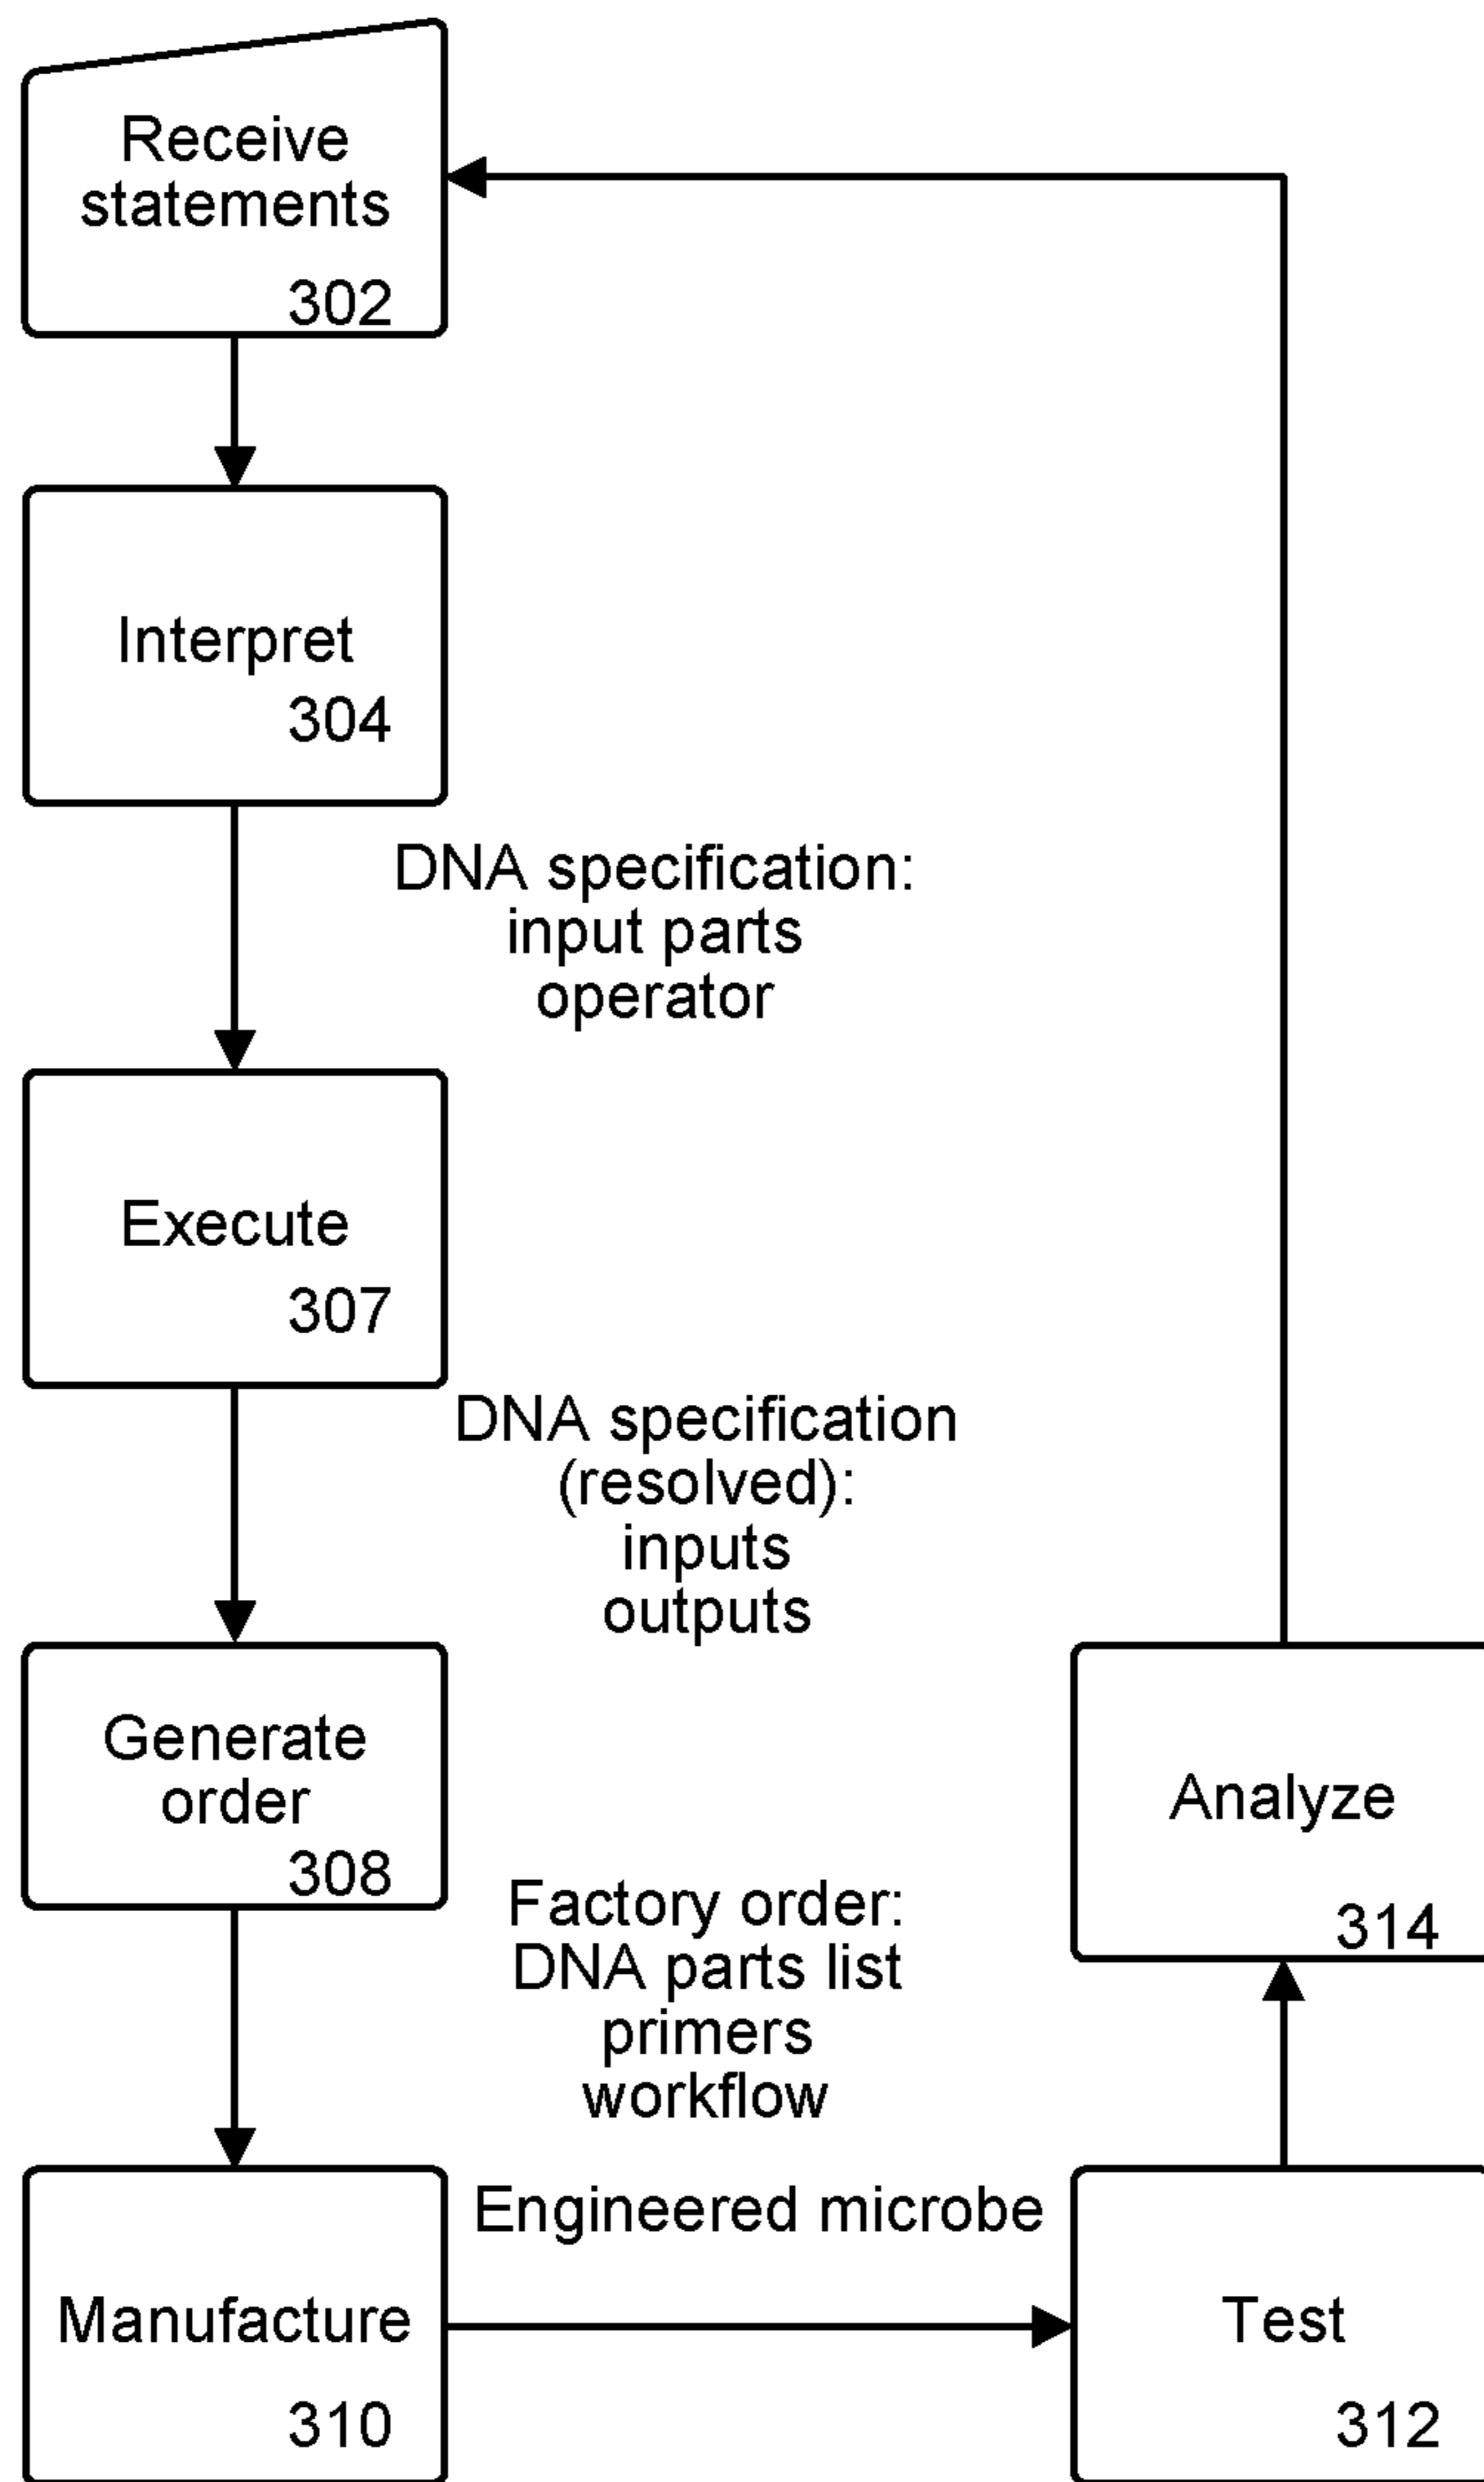 Receive
statements
302
Interpret
304
DNA specification:
input parts
operator
Execute
307
DNA specification
(resolved):
inputs
outputs
Generate
order
308
Factory order:
DNA parts list
primers
workflow
Manufacture
310
Engineered microbe
Test
312
Analyze
314